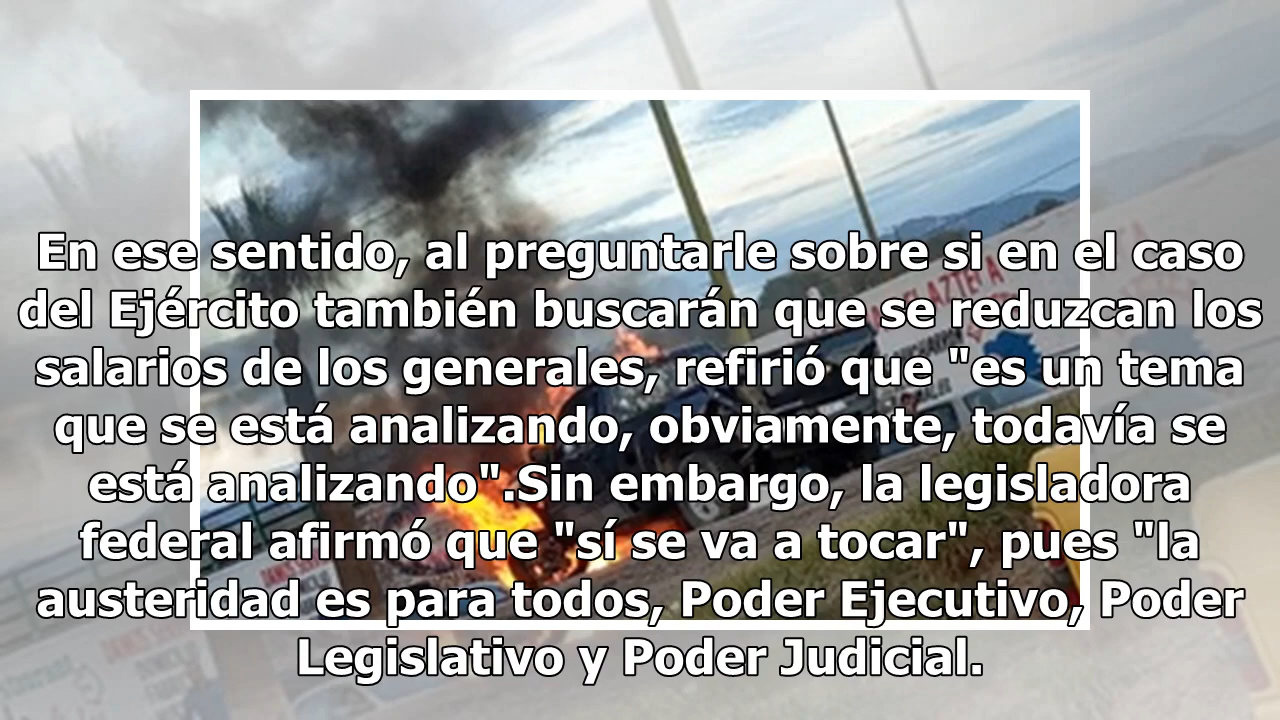 En ese sentido, al preguntarle sobre si en el caso
del Ejército también buscarán que se reduzcan los
salarios de los generales, refirió que "es un tema
que se está analizando, obviamente, todavía se
está analizando".Sin embargo, la legisladora
federal afirmó que "sí se va a tocar", pues "la
austeridad es para todos, Poder Ejecutivo, Poder
Legislativo y Poder Judicial.